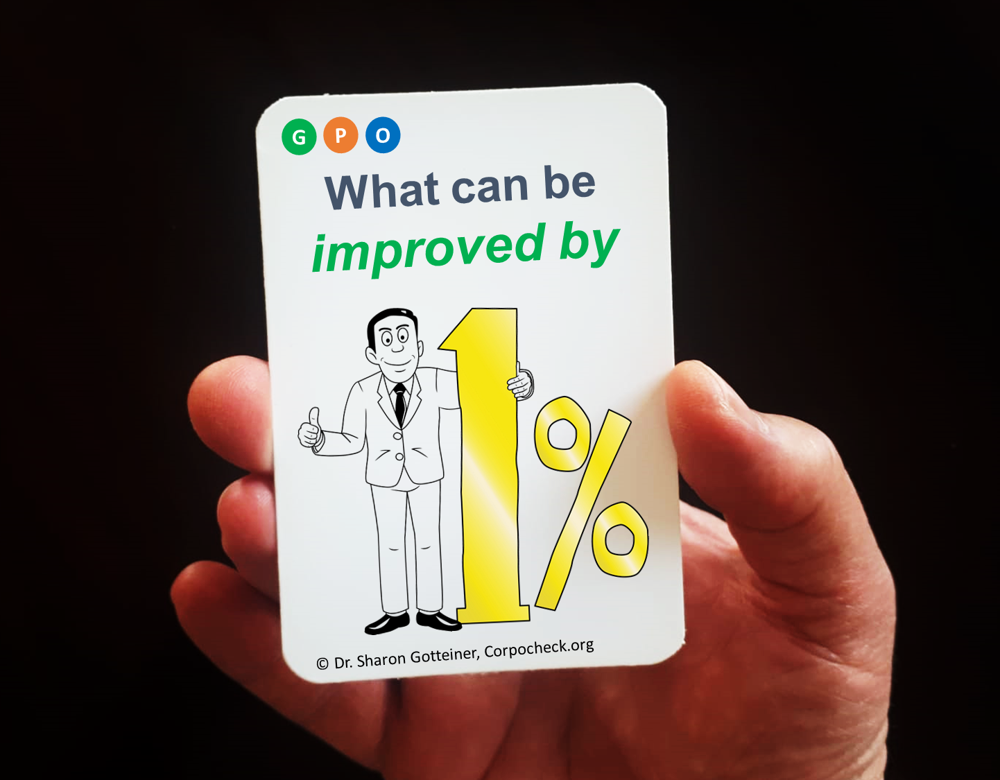 G P O
What can be
improved by
1%
© Dr. Sharon Gotteiner, Corpocheck.org